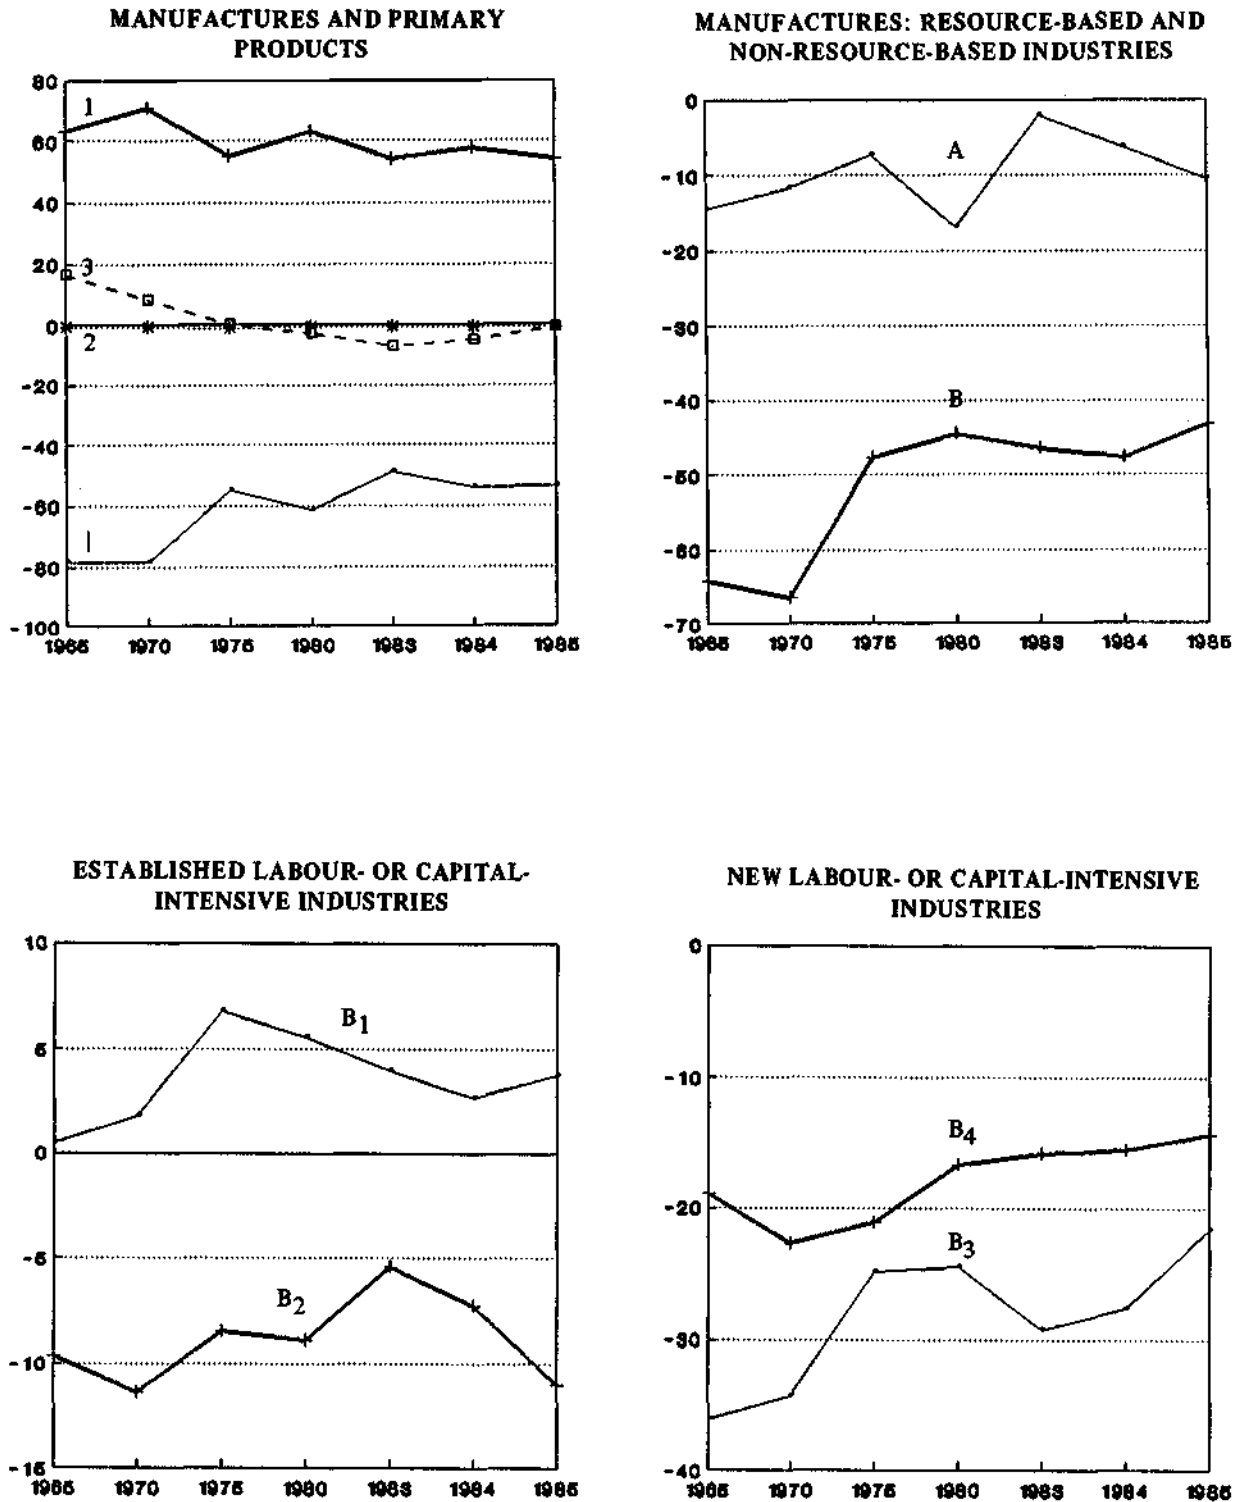 MANUFACTURES AND PRIMARY
PRODUCTS
80
60
40
20
0
-20
-40
-60
-80
-100
1
3
2
|
1965 1970 1975 1980 1983 1984 1985
MANUFACTURES: RESOURCE-BASED AND
NON-RESOURCE-BASED INDUSTRIES
0
-10
-20
-30
-40
-50
-60
-70
A
B
1965 1970 1975 1980 1983 1984 1985
ESTABLISHED LABOUR- OR CAPITAL-
INTENSIVE INDUSTRIES
10
5
0
-5
-10
-15
B1
B2
1965 1970 1975 1980 1983 1984 1985
NEW LABOUR- OR CAPITAL-INTENSIVE
INDUSTRIES
0
-10
-20
-30
-40
B4
B3
1965 1970 1975 1980 1983 1984 1985